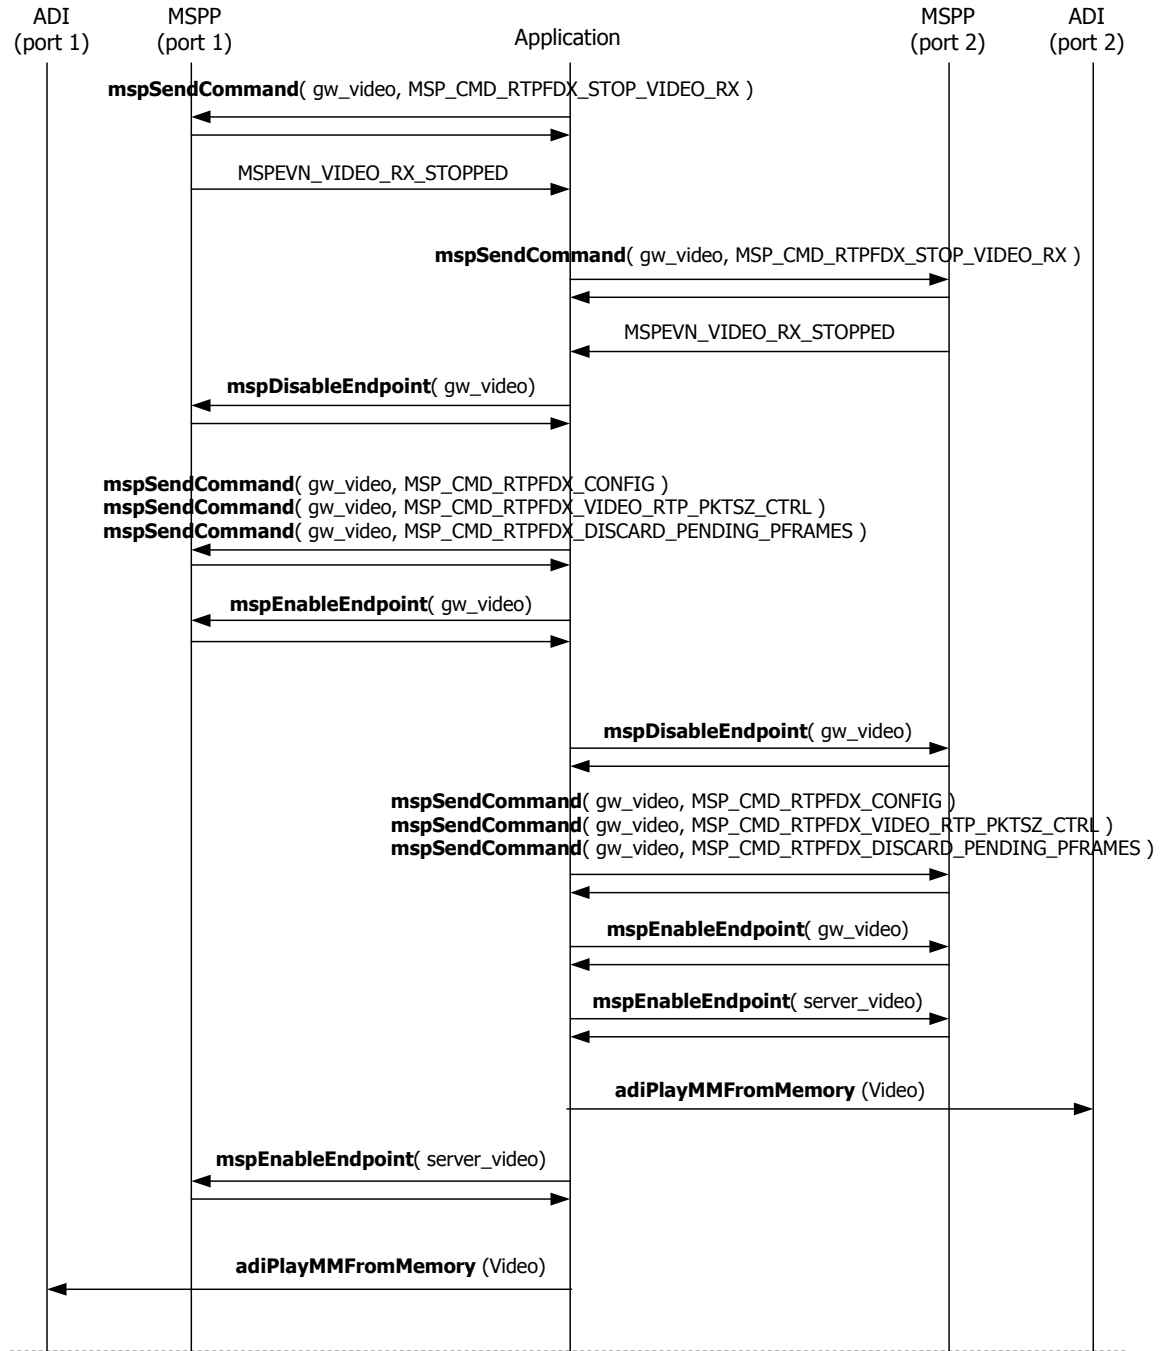 ADI
(port 1)
MSPP
(port 1)
Application
MSPP
(port 2)
ADI
(port 2)
mspSendCommand( gw_video, MSP_CMD_RTPFDX_STOP_VIDEO_RX )
MSPEVN_VIDEO_RX_STOPPED
mspSendCommand( gw_video, MSP_CMD_RTPFDX_STOP_VIDEO_RX )
MSPEVN_VIDEO_RX_STOPPED
mspDisableEndpoint( gw_video)
mspSendCommand( gw_video, MSP_CMD_RTPFDX_CONFIG )
mspSendCommand( gw_video, MSP_CMD_RTPFDX_VIDEO_RTP_PKTSZ_CTRL )
mspSendCommand( gw_video, MSP_CMD_RTPFDX_DISCARD_PENDING_PFRAMES )
mspEnableEndpoint( gw_video)
mspDisableEndpoint( gw_video)
mspSendCommand( gw_video, MSP_CMD_RTPFDX_CONFIG )
mspSendCommand( gw_video, MSP_CMD_RTPFDX_VIDEO_RTP_PKTSZ_CTRL )
mspSendCommand( gw_video, MSP_CMD_RTPFDX_DISCARD_PENDING_PFRAMES )
mspEnableEndpoint( gw_video)
mspEnableEndpoint( server_video)
adiPlayMMFromMemory (Video)
mspEnableEndpoint( server_video)
adiPlayMMFromMemory (Video)